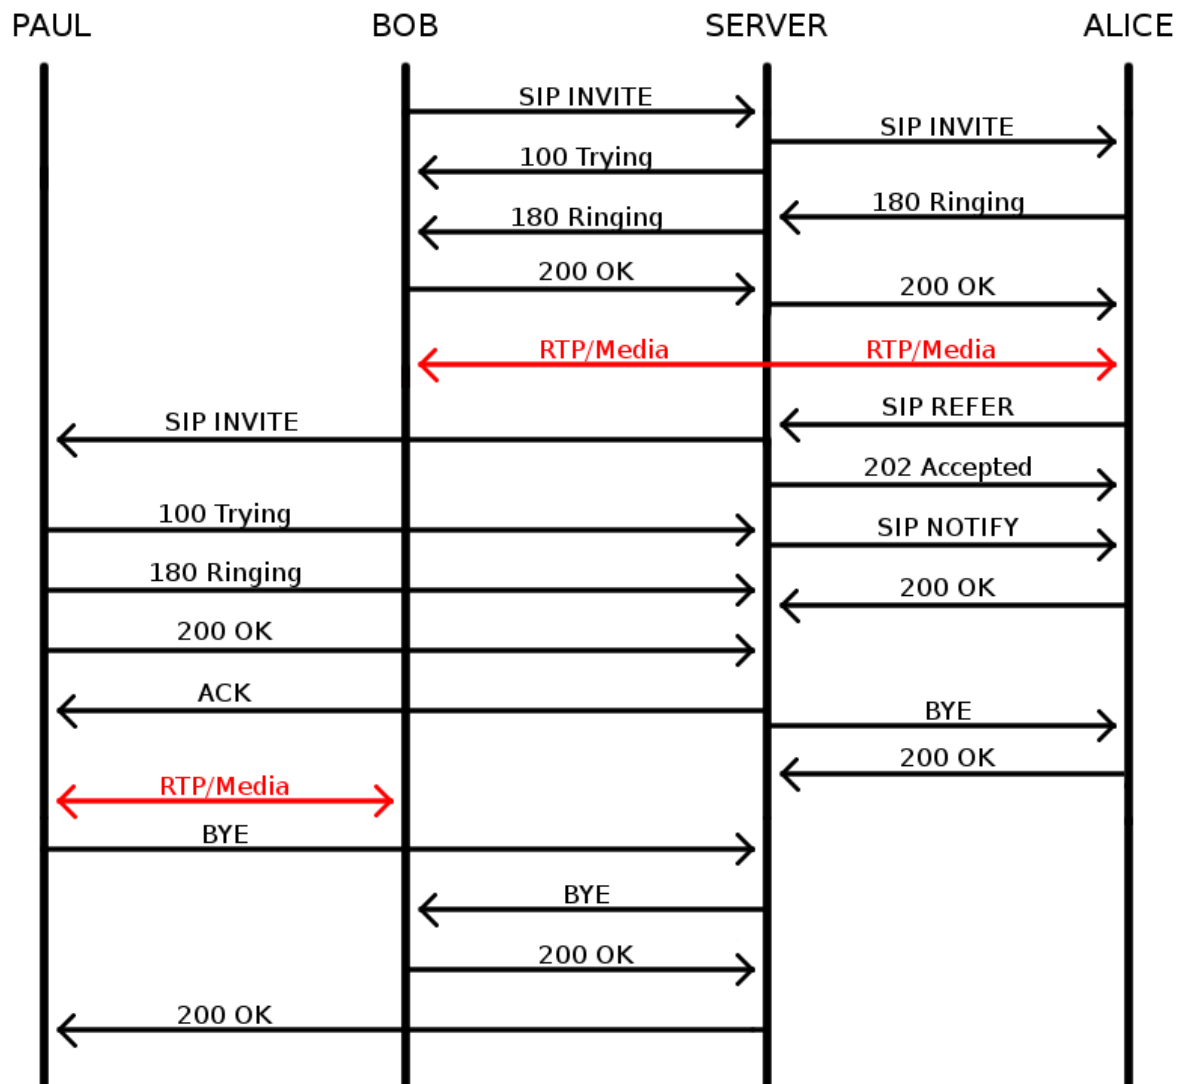 PAUL BOB SERVER ALICE
SIP INVITE
SIP INVITE
100 Trying
180 Ringing
180 Ringing
200 OK
200 OK
RTP/Media RTP/Media
SIP REFER
SIP INVITE
202 Accepted
100 Trying
SIP NOTIFY
180 Ringing
200 OK
200 OK
ACK
BYE
200 OK
RTP/Media
BYE
BYE
200 OK
200 OK